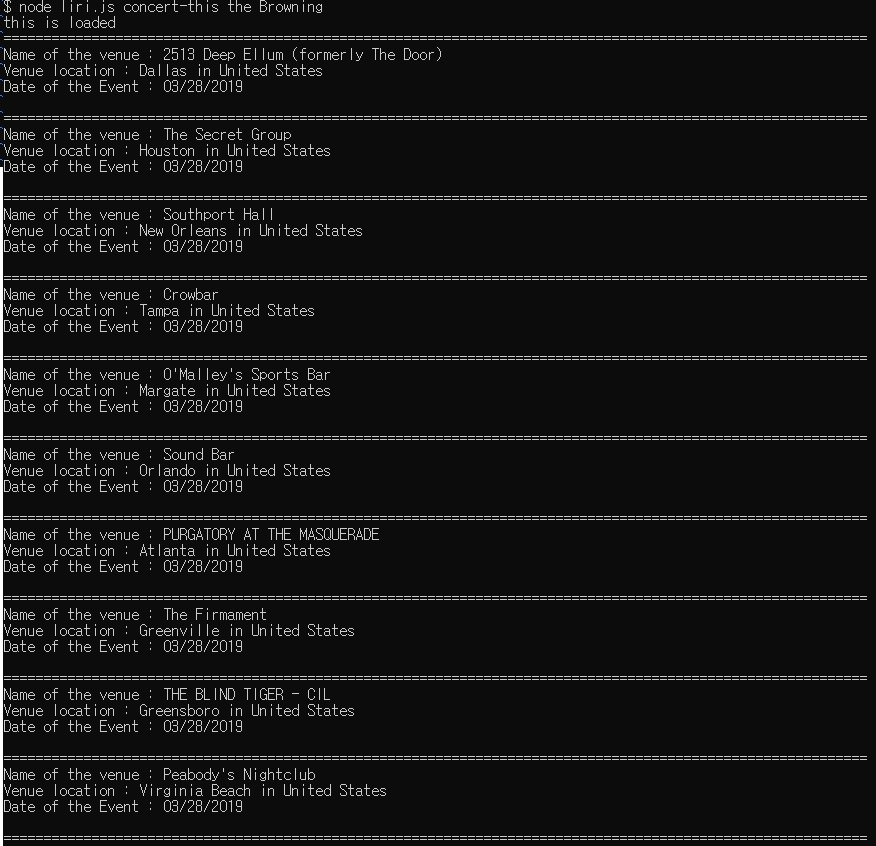 $ node liri.js concert-this the Browning
this is loaded
================================================================================
Name of the venue : 2513 Deep Ellum (formerly The Door)
Venue location : Dallas in United States
Date of the Event : 03/28/2019
================================================================================
Name of the venue : The Secret Group
Venue location : Houston in United States
Date of the Event : 03/28/2019
================================================================================
Name of the venue : Southport Hall
Venue location : New Orleans in United States
Date of the Event : 03/28/2019
================================================================================
Name of the venue : Crowbar
Venue location : Tampa in United States
Date of the Event : 03/28/2019
================================================================================
Name of the venue : O'Malley's Sports Bar
Venue location : Margate in United States
Date of the Event : 03/28/2019
================================================================================
Name of the venue : Sound Bar
Venue location : Orlando in United States
Date of the Event : 03/28/2019
================================================================================
Name of the venue : PURGATORY AT THE MASQUERADE
Venue location : Atlanta in United States
Date of the Event : 03/28/2019
================================================================================
Name of the venue : The Firmament
Venue location : Greenville in United States
Date of the Event : 03/28/2019
================================================================================
Name of the venue : THE BLIND TIGER - CIL
Venue location : Greensboro in United States
Date of the Event : 03/28/2019
================================================================================
Name of the venue : Peabody's Nightclub
Venue location : Virginia Beach in United States
Date of the Event : 03/28/2019
================================================================================